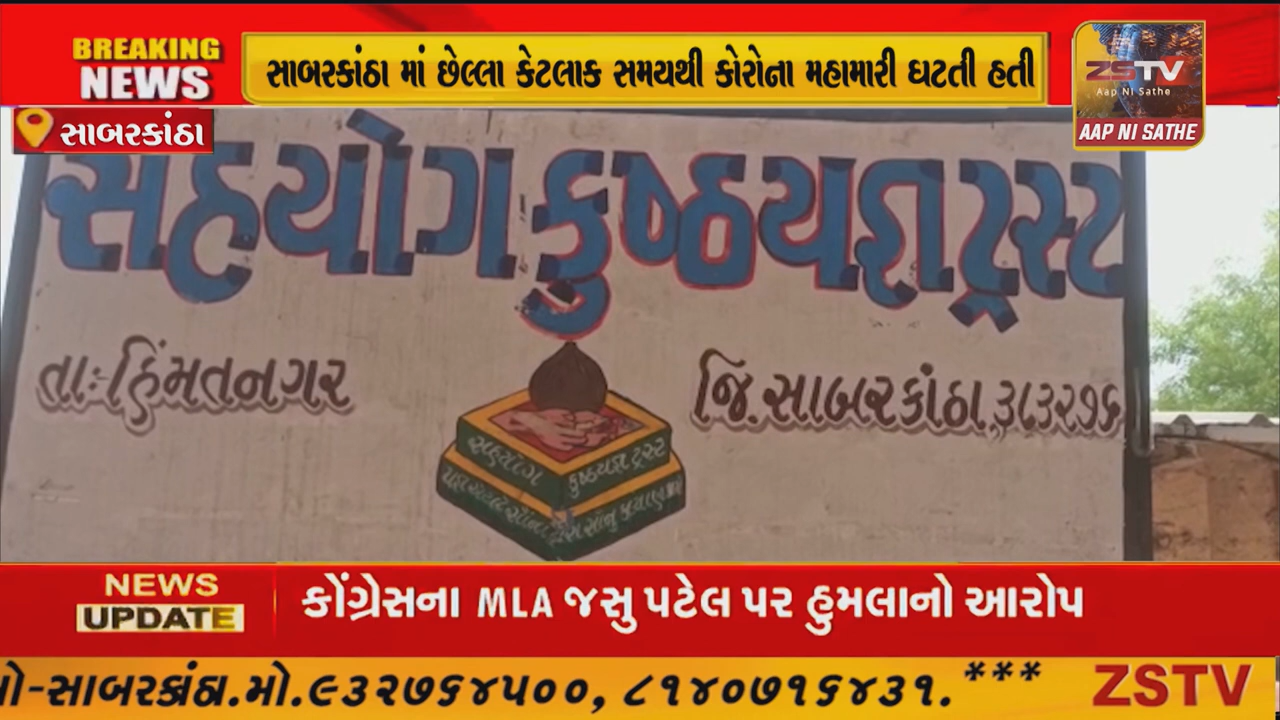 BREAKING NEWS
સાબરકાંઠા માં છેલ્લા કેટલાક સમયથી કોરોના મહામારી ઘટતી હતી
ZSTV
Aap Ni Sathe
AAP NI SATHE
સાબરકાંઠા
સહયોગ કુષ્ઠયજ્ઞ ટ્રસ્ટ
તાઃ-હિંમતનગર
જિ.સાબરકાંઠા.૩૮૩૨૭૬
સહયોગ કુષ્ઠયજ્ઞ ટ્રસ્ટ
NEWS UPDATE
કોંગ્રેસના MLA જસુ પટેલ પર હુમલાનો આરોપ
-સાબરકાંઠા.મો.૯૩૨૭૬૪૫૦૦, ૮૧૪૦૭૧૬૪૩૧. ***
ZSTV